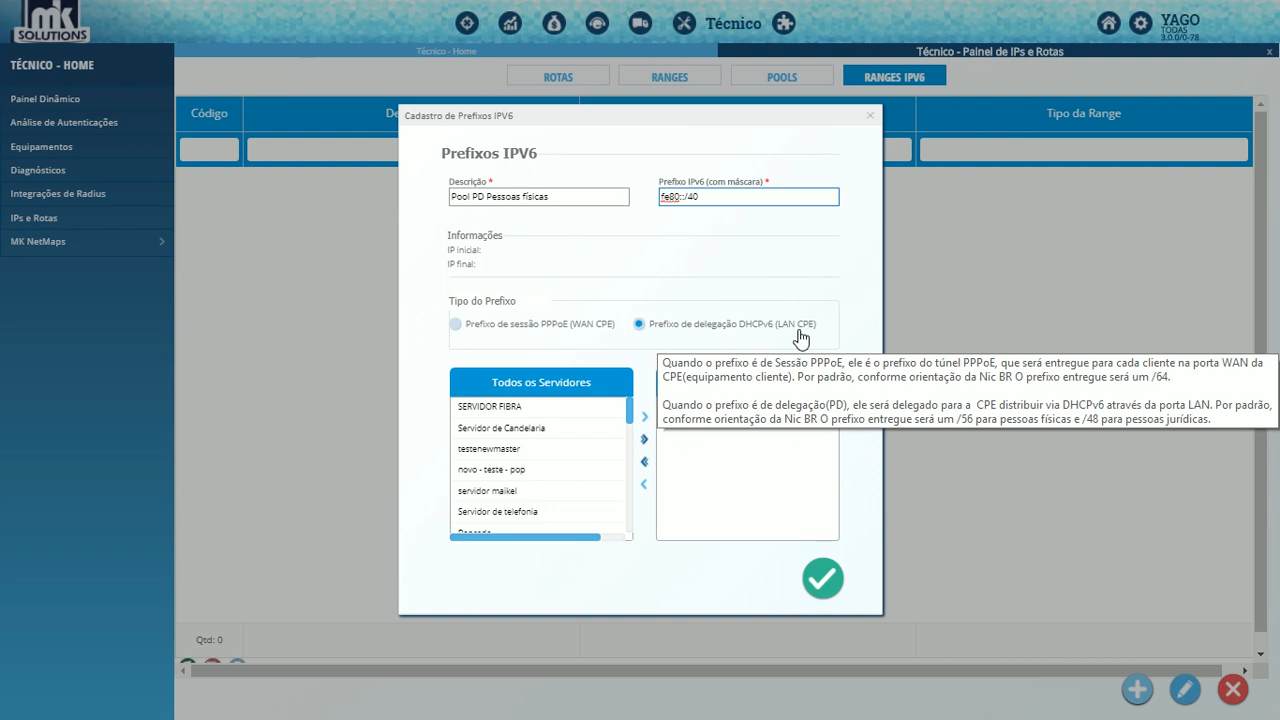 mk
SOLUTIONS
Técnico
YAGO
TODAS
3.0.0/0-78
Técnico - Home
Técnico - Painel de IPs e Rotas
x
TÉCNICO - HOME
Painel Dinâmico
Análise de Autenticações
Equipamentos
Diagnósticos
Integrações de Radius
IPs e Rotas
MK NetMaps
ROTAS
RANGES
POOLS
RANGES IPV6
Código
De
Tipo da Range
Cadastro de Prefixos IPV6
Prefixos IPV6
Descrição *
Prefixo IPv6 (com máscara) *
Pool PD Pessoas físicas
fe80::/40
Informações
IP inicial:
IP final:
Tipo do Prefixo
Prefixo de sessão PPPoE (WAN CPE)
Prefixo de delegação DHCPv6 (LAN CPE)
Quando o prefixo é de Sessão PPPoE, ele é o prefixo do túnel PPPoE, que será entregue para cada cliente na porta WAN da
CPE(equipamento cliente). Por padrão, conforme orientação da Nic BR O prefixo entregue será um /64.
Quando o prefixo é de delegação(PD), ele será delegado para a CPE distribuir via DHCPv6 através da porta LAN. Por padrão,
conforme orientação da Nic BR O prefixo entregue será um /56 para pessoas físicas e /48 para pessoas jurídicas.
Todos os Servidores
SERVIDOR FIBRA
Servidor de Candelaria
testenewmaster
novo - teste - pop
servidor maikel
Servidor de telefonia
Qtd: 0